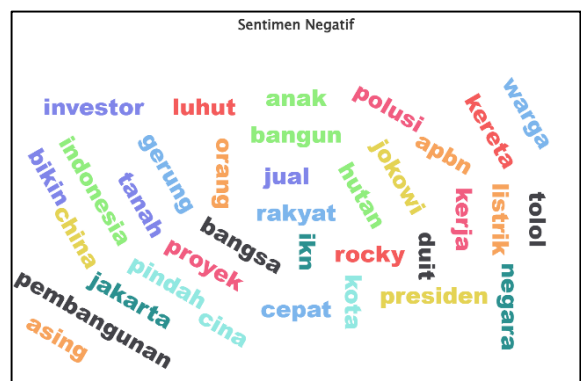 Sentimen Negatif
investor
luhut
anak
polusi
warga
kereta
bangun
apbn
gerung
orang
indonesia
bikin
tanah
jual
hutan
jokowi
kerja
listrik
tolol
rakyat
china
bangsa
ikn
rocky
duit
negara
proyek
pindah
jakarta
cina
cepat
kota
presiden
pembangunan
asing